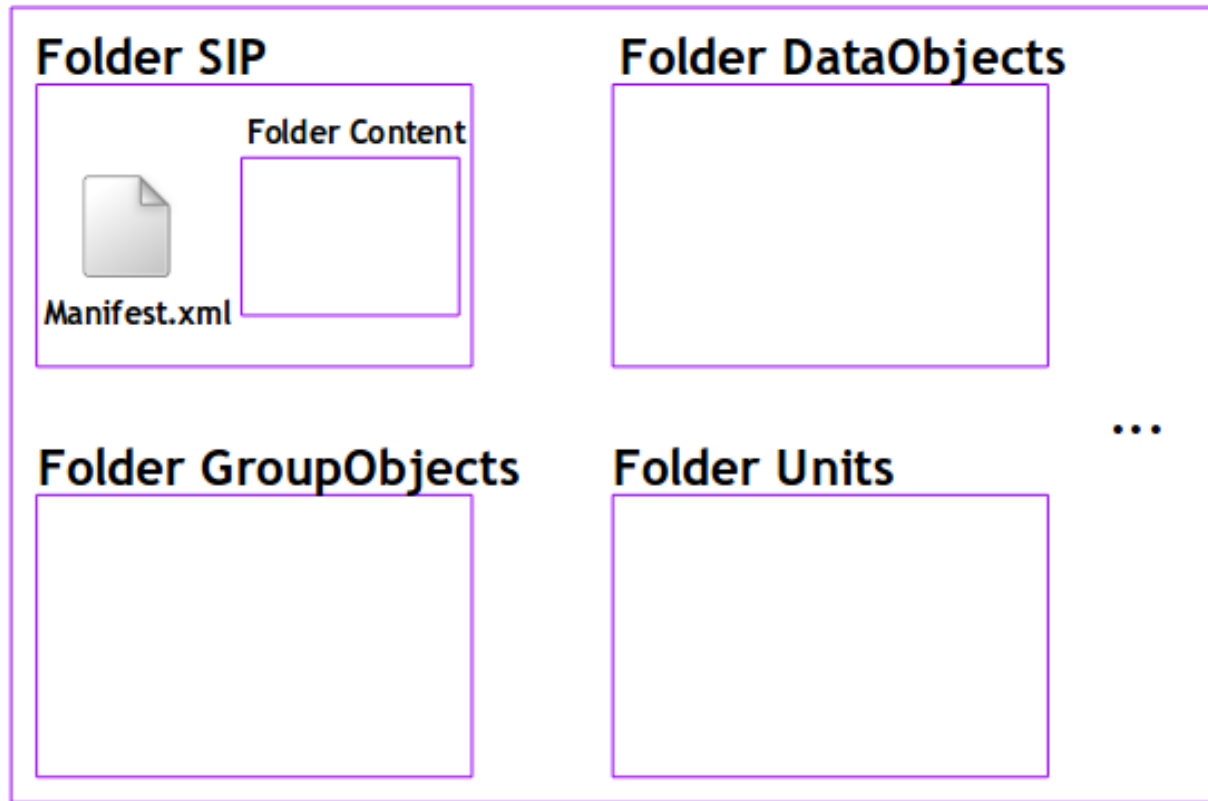 Folder SIP
Folder DataObjects
Folder Content
Manifest.xml
...
Folder GroupObjects
Folder Units